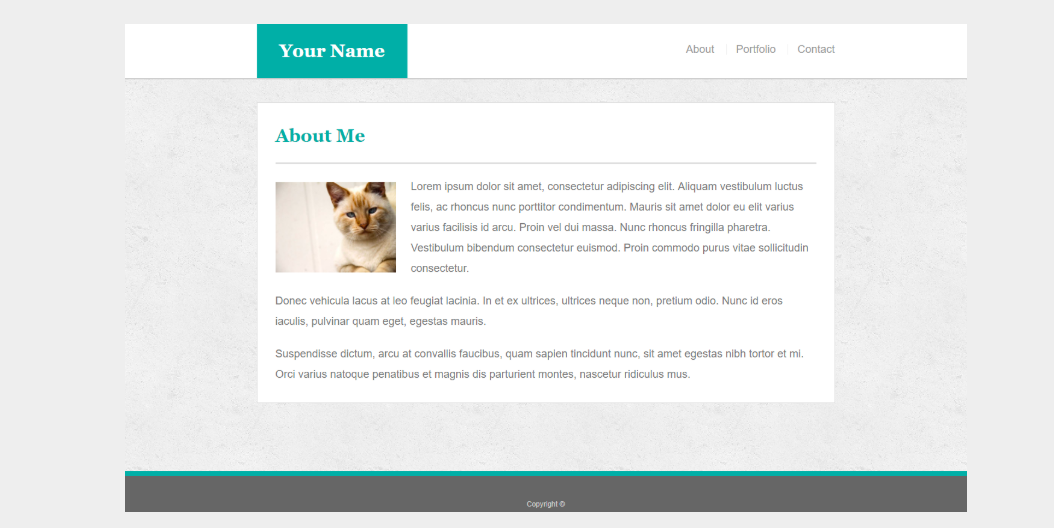 Your Name
About
Portfolio
Contact
About Me
Lorem ipsum dolor sit amet, consectetur adipiscing elit. Aliquam vestibulum luctus
felis, ac rhoncus nunc porttitor condimentum. Mauris sit amet dolor eu elit varius
varius facilisis id arcu. Proin vel dui massa. Nunc rhoncus fringilla pharetra.
Vestibulum bibendum consectetur euismod. Proin commodo purus vitae sollicitudin
consectetur.
Donec vehicula lacus at leo feugiat lacinia. In et ex ultrices, ultrices neque non, pretium odio. Nunc id eros
iaculis, pulvinar quam eget, egestas mauris.
Suspendisse dictum, arcu at convallis faucibus, quam sapien tincidunt nunc, sit amet egestas nibh tortor et mi.
Orci varius natoque penatibus et magnis dis parturient montes, nascetur ridiculus mus.
Copyright ©